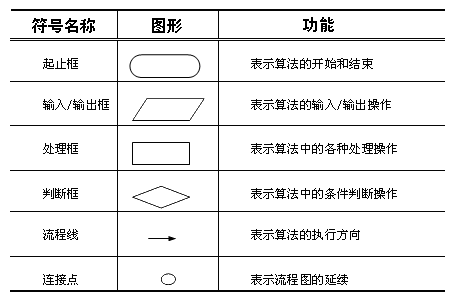 符号名称 图形 功能
起止框 表示算法的开始和结束
输入/输出框 表示算法的输入/输出操作
处理框 表示算法中的各种处理操作
判断框 表示算法中的条件判断操作
流程线 表示算法的执行方向
连接点 表示流程图的延续